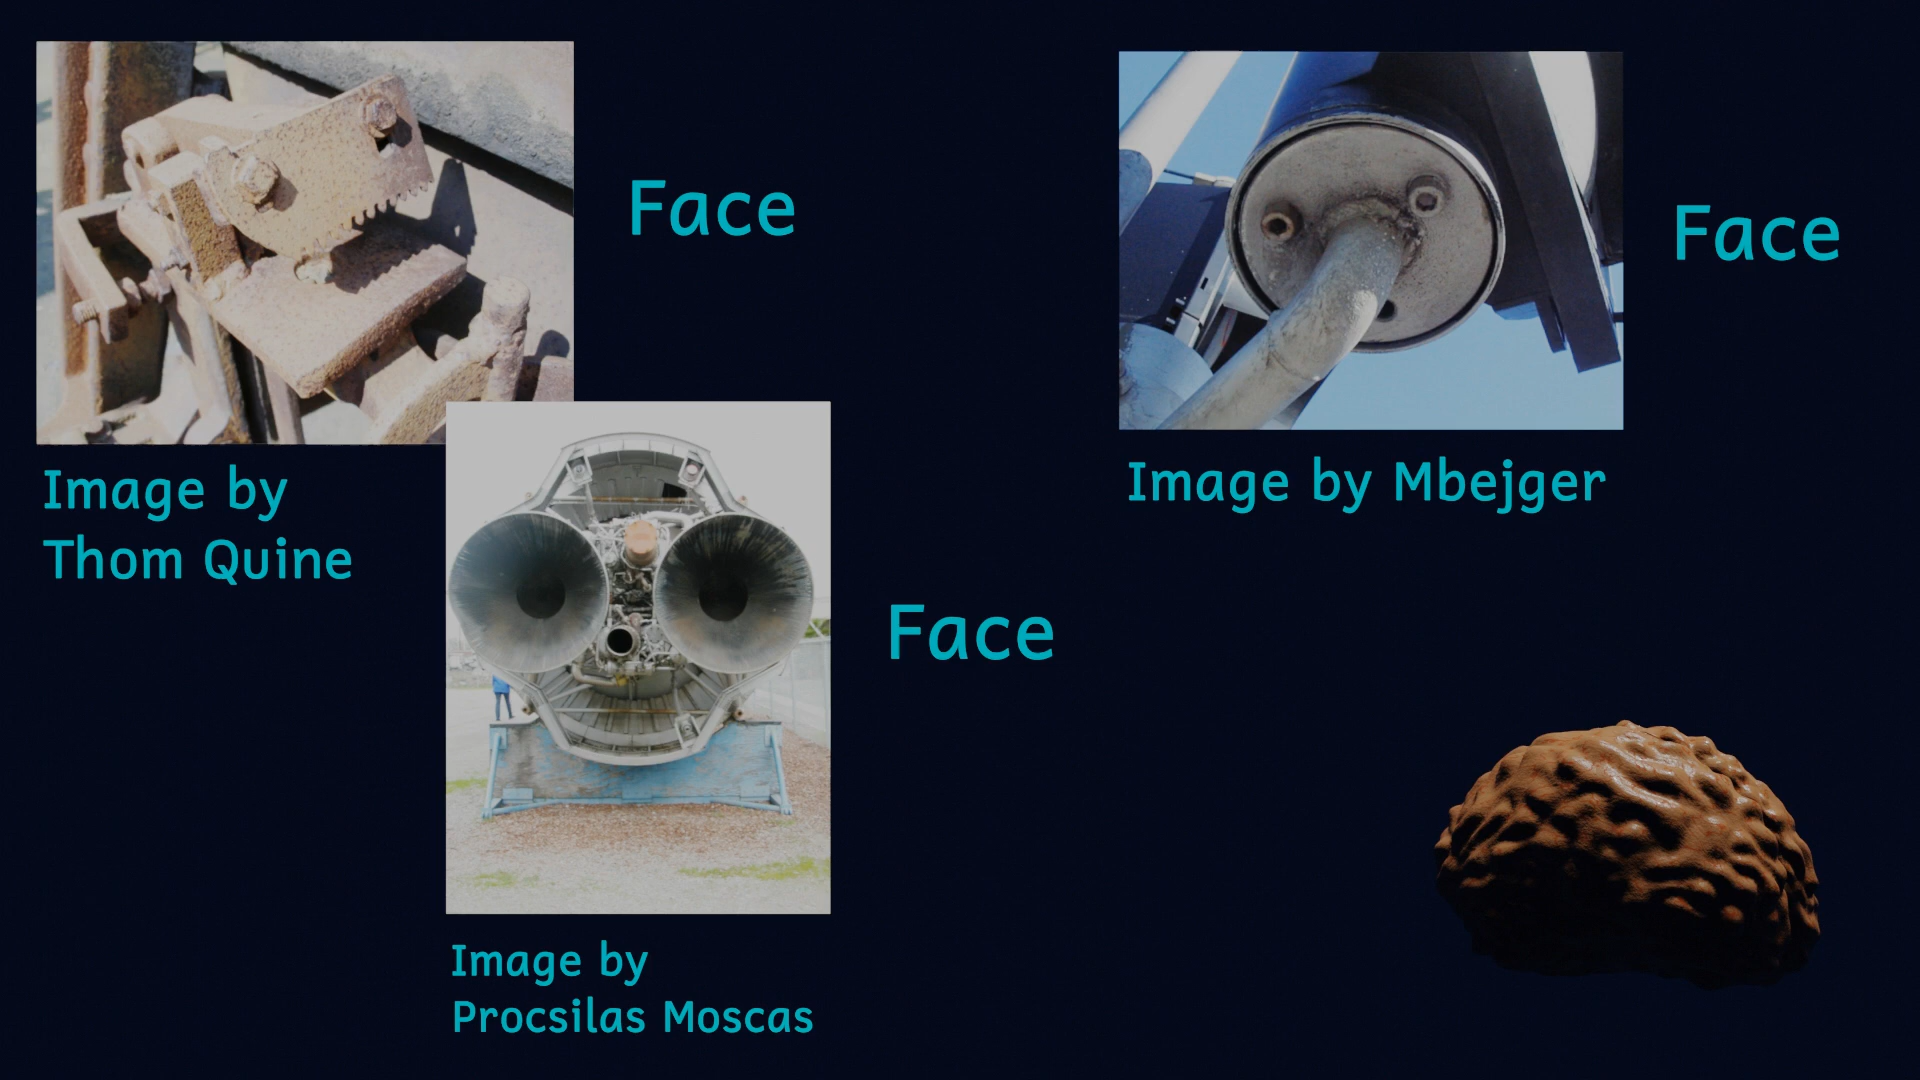 Face
Image by
Thom Quine
Face
Image by Mbejger
Face
Image by
Procsilas Moscas